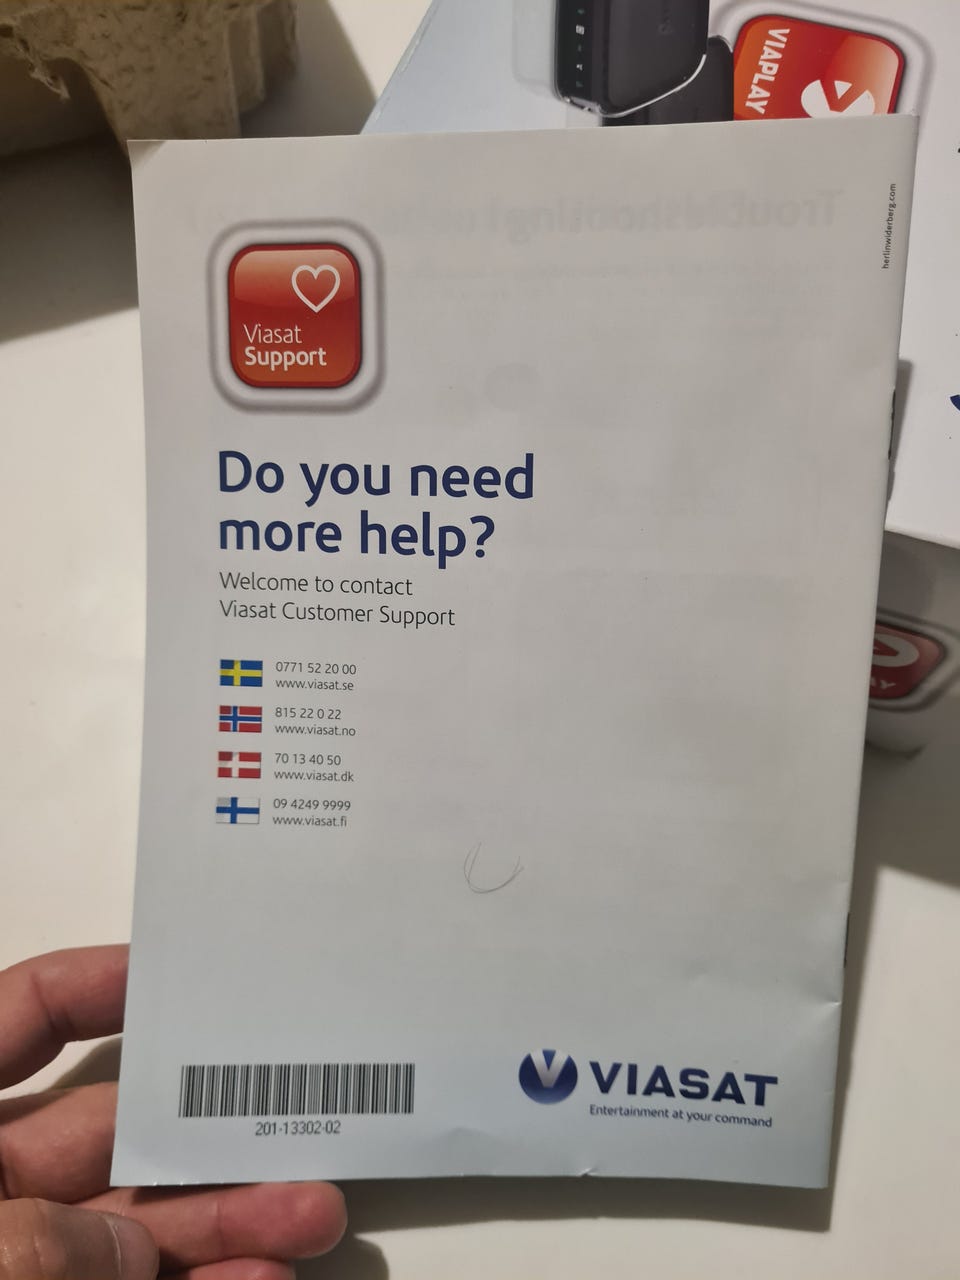 VIAPLAY
herlinwiderberg.com
Viasat
Support
Do you need
more help?
Welcome to contact
Viasat Customer Support
0771 52 20 00
www.viasat.se
815 22 0 22
www.viasat.no
70 13 40 50
www.viasat.dk
09 4249 9999
www.viasat.fi
201-13302-02
VIASAT
Entertainment at your command